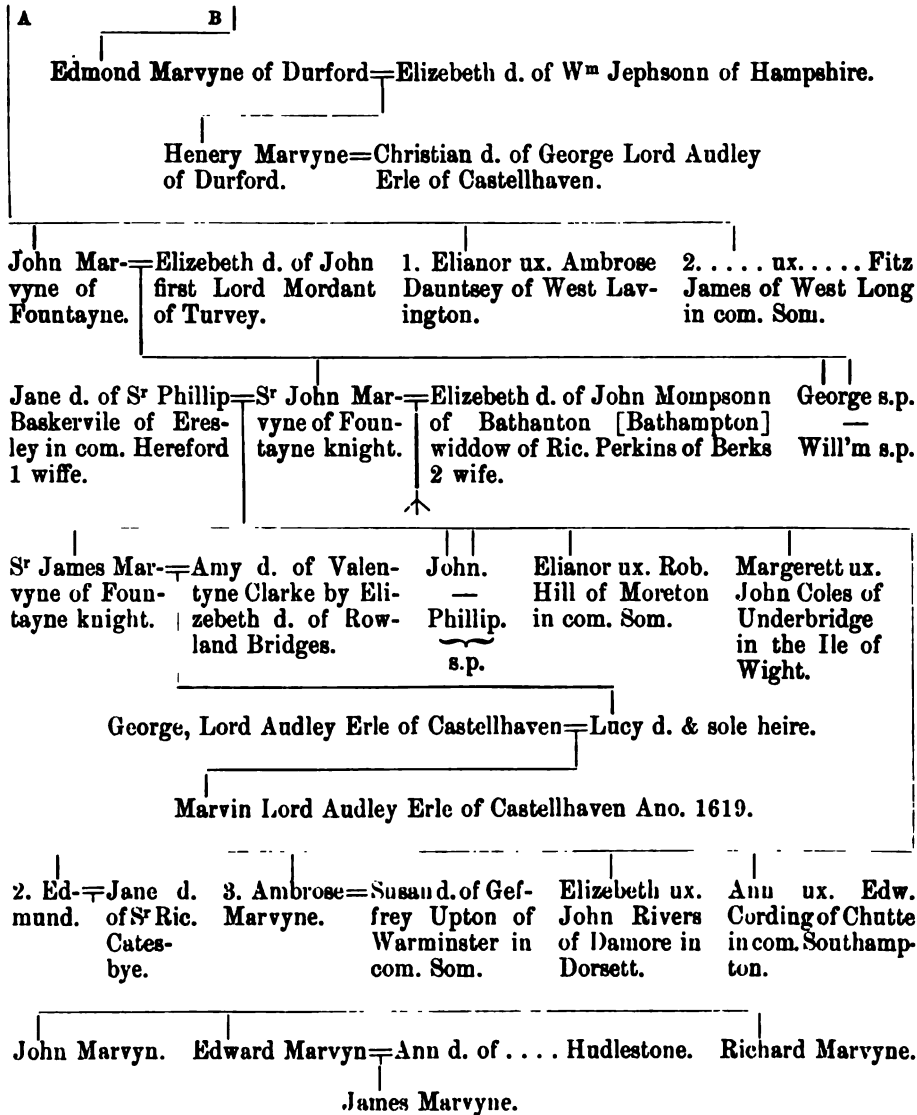 A B
Edmond Marvyne of Durford=Elizebeth d. of Wm Jephsonn of Hampshire.
Henery Marvyne=Christian d. of George Lord Audley
of Durford. Erle of Castellhaven.
John Mar-=Elizebeth d. of John 1. Elianor ux. Ambrose 2. . . . . . ux. . . . . . Fitz
vyne of first Lord Mordant Dauntsey of West Lav- James of West Long
Fountayne. of Turvey. ington. in com. Som.
Jane d. of Sr Phillip=Sr John Mar-=Elizebeth d. of John Mompsonn George s.p.
Baskervile of Eres- vyne of Foun- of Bathanton [Bathampton] —
ley in com. Hereford tayne knight. widdow of Ric. Perkins of Berks Will'm s.p.
1 wiffe. 2 wife.
Sr James Mar-=Amy d. of Valen- John. Elianor ux. Rob. Margerett ux.
vyne of Foun- tyne Clarke by Eli- — Hill of Moreton John Coles of
tayne knight. zebeth d. of Row- Phillip. in com. Som. Underbridge
land Bridges. s.p. in the Ile of
Wight.
George, Lord Audley Erle of Castellhaven=Lucy d. & sole heire.
Marvin Lord Audley Erle of Castellhaven Ano. 1619.
2. Ed-=Jane d. 3. Ambrose=Susan d. of Gef- Elizebeth ux. Ann ux. Edw.
mund. of Sr Ric. Marvyne. frey Upton of John Rivers Cording of Chutte
Cates- Warminster in of Damore in in com. Southamp-
bye. com. Som. Dorsett. ton.
John Marvyn. Edward Marvyn=Ann d. of . . . . Hudlestone. Richard Marvyne.
James Marvyne.